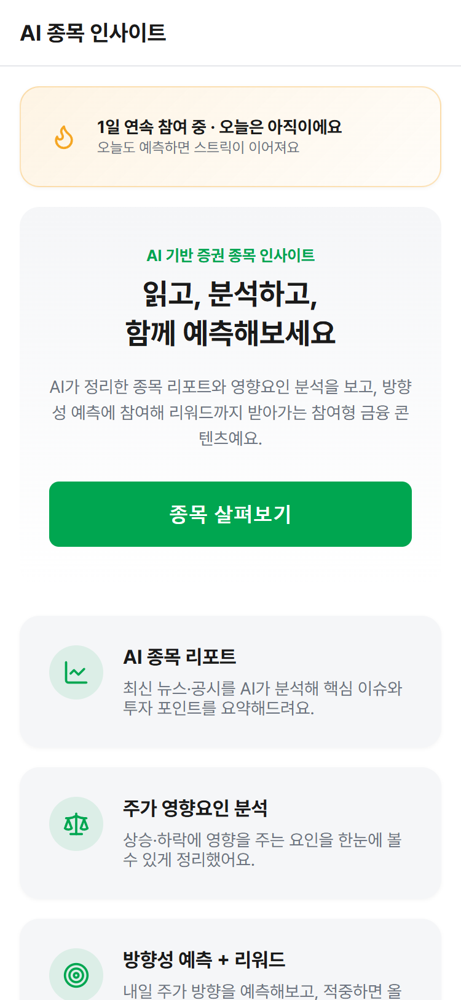 AI 종목 인사이트
1일 연속 참여 중 · 오늘은 아직이에요
오늘도 예측하면 스트릭이 이어져요
AI 기반 증권 종목 인사이트
읽고, 분석하고,
함께 예측해보세요
AI가 정리한 종목 리포트와 영향요인 분석을 보고, 방향
성 예측에 참여해 리워드까지 받아가는 참여형 금융 콘
텐츠예요.
종목 살펴보기
AI 종목 리포트
최신 뉴스·공시를 AI가 분석해 핵심 이슈와
투자 포인트를 요약해드려요.
주가 영향요인 분석
상승·하락에 영향을 주는 요인을 한눈에 볼
수 있게 정리했어요.
방향성 예측 + 리워드
내일 주가 방향을 예측해보고, 적중하면 올